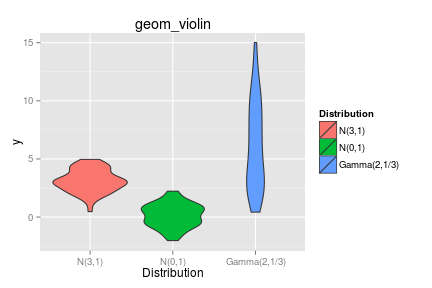 geom_violin
15
10
5
0
y
N(3,1)
N(0,1)
Gamma(2,1/3)
Distribution
Distribution
N(3,1)
N(0,1)
Gamma(2,1/3)